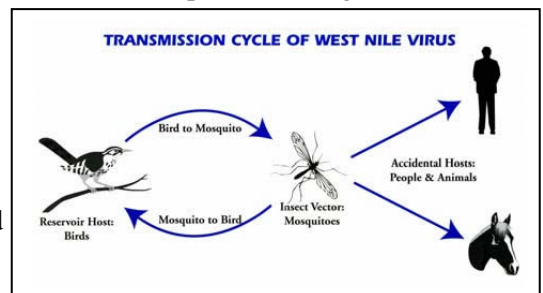 TRANSMISSION CYCLE OF WEST NILE VIRUS
Bird to Mosquito
Accidental Hosts:
People & Animals
Reservoir Host:
Birds
Mosquito to Bird
Insect Vector:
Mosquitoes